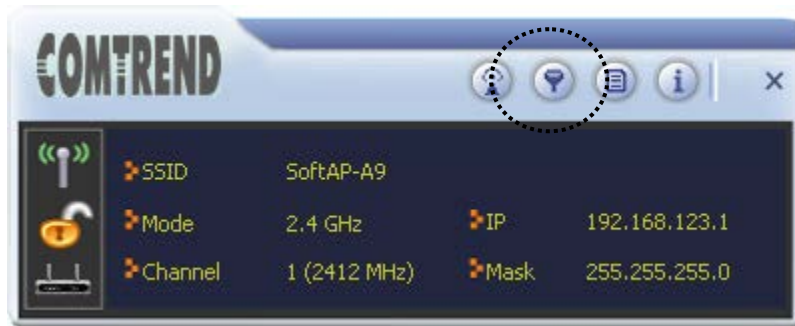 COMTREND
SSID SoftAP-A9
Mode 2.4 GHz IP 192.168.123.1
Channel 1 (2412 MHz) Mask 255.255.255.0